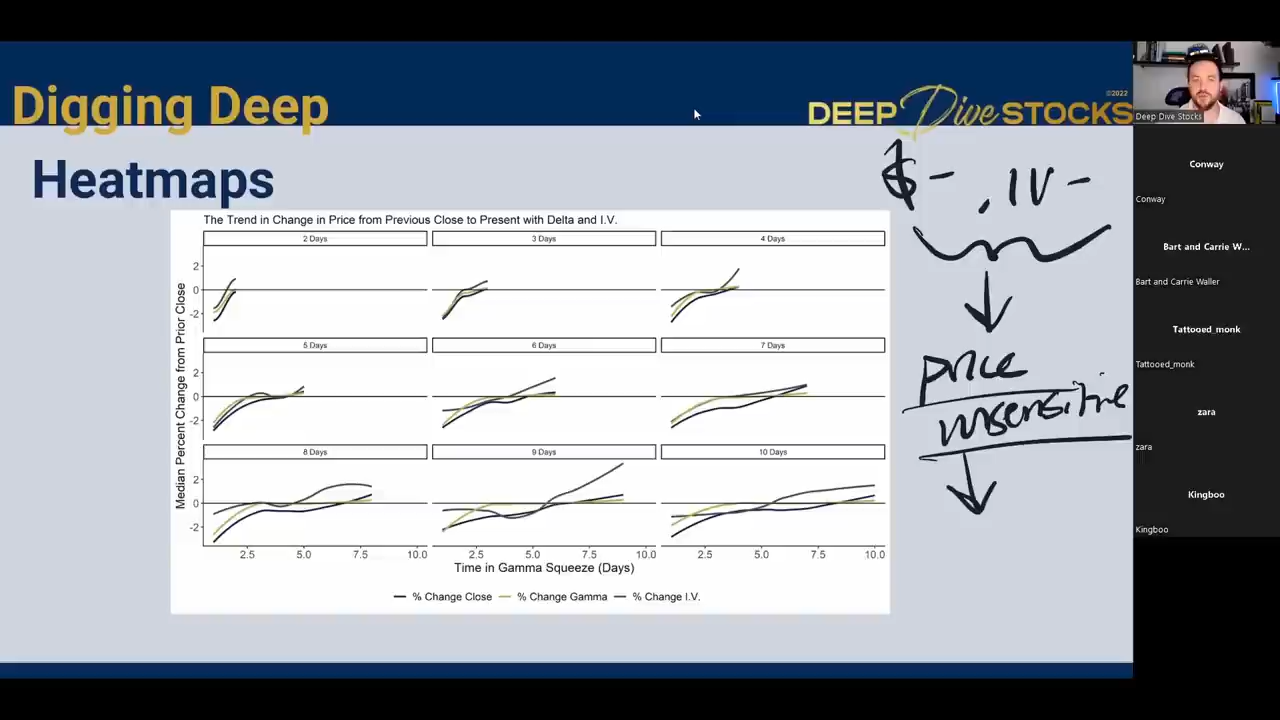 Digging Deep
©2022
DEEP Dive STOCKS
Heatmaps
$ - , IV -
price
insensitive
The Trend in Change in Price from Previous Close to Present with Delta and I.V.
2 Days
3 Days
4 Days
5 Days
6 Days
7 Days
8 Days
9 Days
10 Days
Median Percent Change from Prior Close
2
0
-2
2
0
-2
2
0
-2
2.5 5.0 7.5 10.0
2.5 5.0 7.5 10.0
2.5 5.0 7.5 10.0
Time in Gamma Squeeze (Days)
% Change Close % Change Gamma % Change I.V.
Deep Dive Stocks
Conway
Conway
Bart and Carrie W...
Bart and Carrie Waller
Tattooed_monk
Tattooed_monk
zara
zara
Kingboo
Kingboo